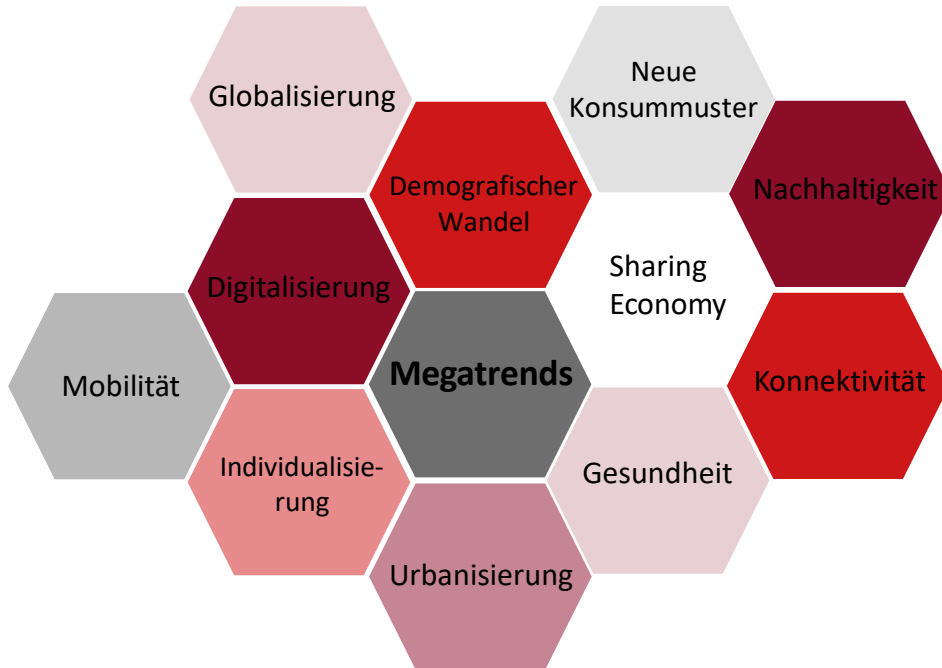 Globalisierung
Neue
Konsummuster
Demografischer
Wandel
Nachhaltigkeit
Digitalisierung
Sharing
Economy
Mobilität
Megatrends
Konnektivität
Individualisie-
rung
Gesundheit
Urbanisierung